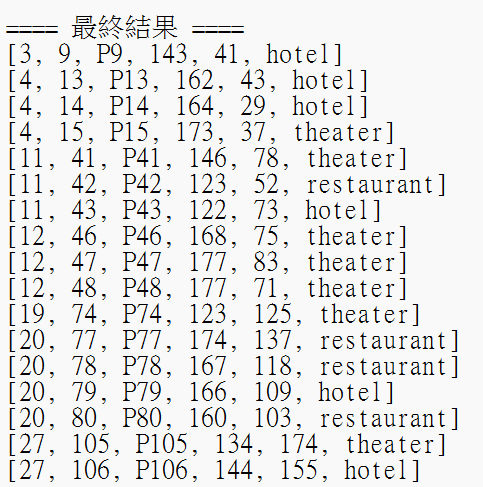 ==== 最終結果 ====
[3, 9, P9, 143, 41, hotel]
[4, 13, P13, 162, 43, hotel]
[4, 14, P14, 164, 29, hotel]
[4, 15, P15, 173, 37, theater]
[11, 41, P41, 146, 78, theater]
[11, 42, P42, 123, 52, restaurant]
[11, 43, P43, 122, 73, hotel]
[12, 46, P46, 168, 75, theater]
[12, 47, P47, 177, 83, theater]
[12, 48, P48, 177, 71, theater]
[19, 74, P74, 123, 125, theater]
[20, 77, P77, 174, 137, restaurant]
[20, 78, P78, 167, 118, restaurant]
[20, 79, P79, 166, 109, hotel]
[20, 80, P80, 160, 103, restaurant]
[27, 105, P105, 134, 174, theater]
[27, 106, P106, 144, 155, hotel]